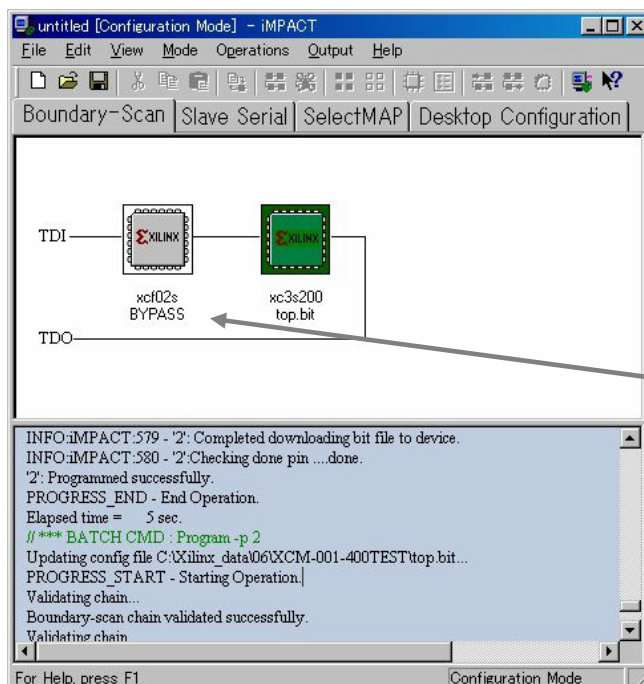 untitled [Configuration Mode] - iMPACT
File Edit View Mode Operations Output Help
Boundary-Scan Slave Serial SelectMAP Desktop Configuration
TDI
XILINX XILINX
xcf02s xc3s200
BYPASS top.bit
TDO
INFO:iMPACT:579 - '2': Completed downloading bit file to device.
INFO:iMPACT:580 - '2':Checking done pin ....done.
'2': Programmed successfully.
PROGRESS_END - End Operation.
Elapsed time = 5 sec.
// *** BATCH CMD : Program -p 2
Updating config file C:\Xilinx_data\06\XCM-001-400TEST\top.bit...
PROGRESS_START - Starting Operation.
Validating chain...
Boundary-scan chain validated successfully.
Validating chain
For Help, press F1 Configuration Mode